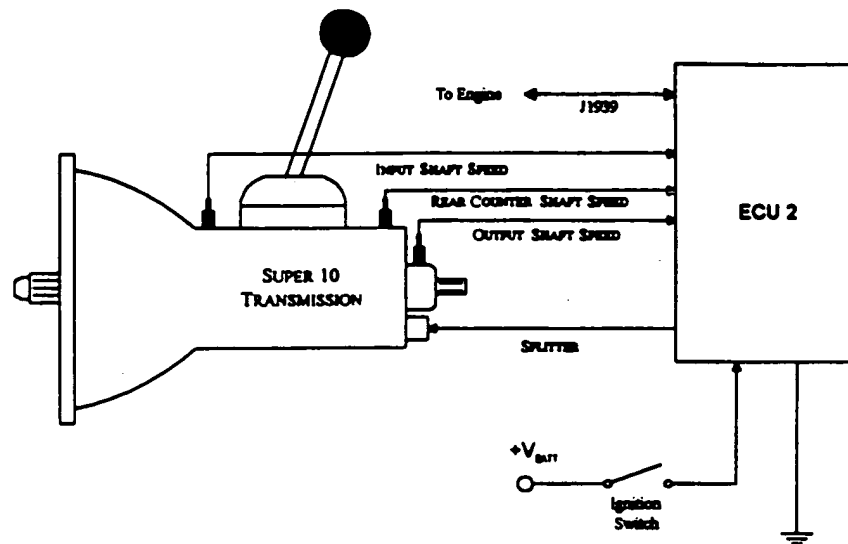 To Engine
J1939
INPUT SHAFT SPEED
REAR COUNTER SHAFT SPEED
ECU 2
OUTPUT SHAFT SPEED
SUPER 10
TRANSMISSION
SPLITTER
+VBATT
Ignition
Switch